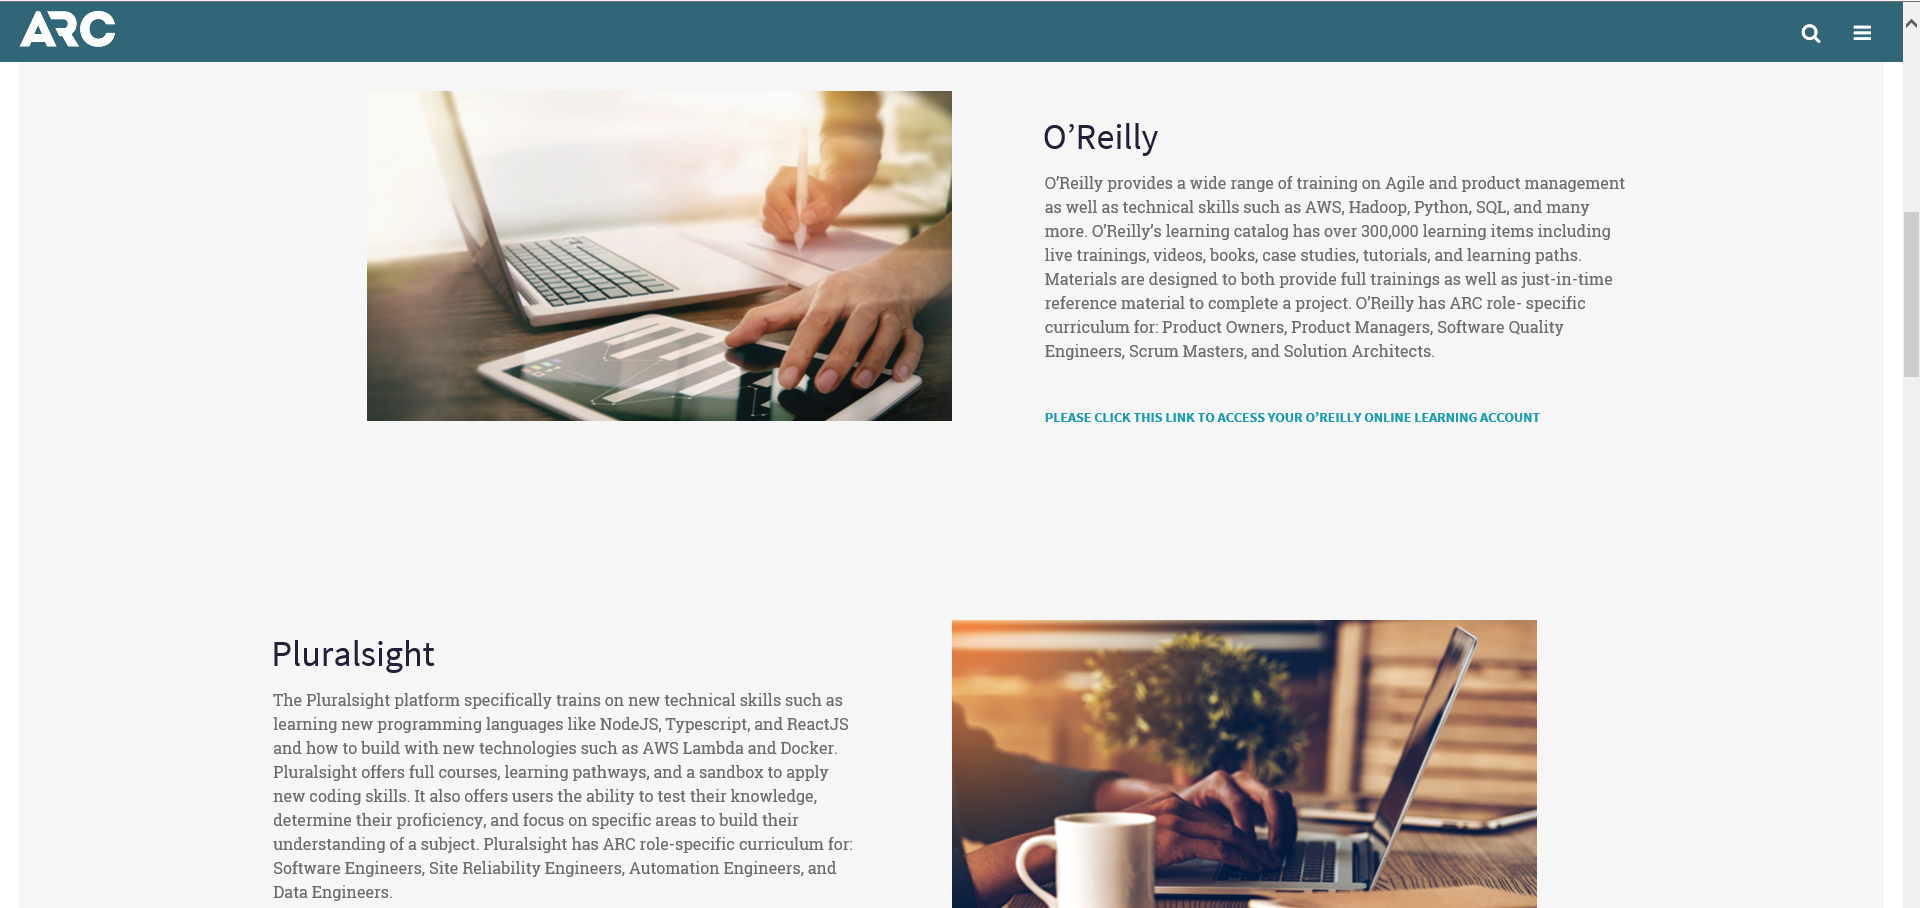 ARC
O’Reilly
O’Reilly provides a wide range of training on Agile and product management
as well as technical skills such as AWS, Hadoop, Python, SQL, and many
more. O’Reilly’s learning catalog has over 300,000 learning items including
live trainings, videos, books, case studies, tutorials, and learning paths.
Materials are designed to both provide full trainings as well as just-in-time
reference material to complete a project. O’Reilly has ARC role- specific
curriculum for: Product Owners, Product Managers, Software Quality
Engineers, Scrum Masters, and Solution Architects.
PLEASE CLICK THIS LINK TO ACCESS YOUR O’REILLY ONLINE LEARNING ACCOUNT
Pluralsight
The Pluralsight platform specifically trains on new technical skills such as
learning new programming languages like NodeJS, Typescript, and ReactJS
and how to build with new technologies such as AWS Lambda and Docker.
Pluralsight offers full courses, learning pathways, and a sandbox to apply
new coding skills. It also offers users the ability to test their knowledge,
determine their proficiency, and focus on specific areas to build their
understanding of a subject. Pluralsight has ARC role-specific curriculum for:
Software Engineers, Site Reliability Engineers, Automation Engineers, and
Data Engineers.